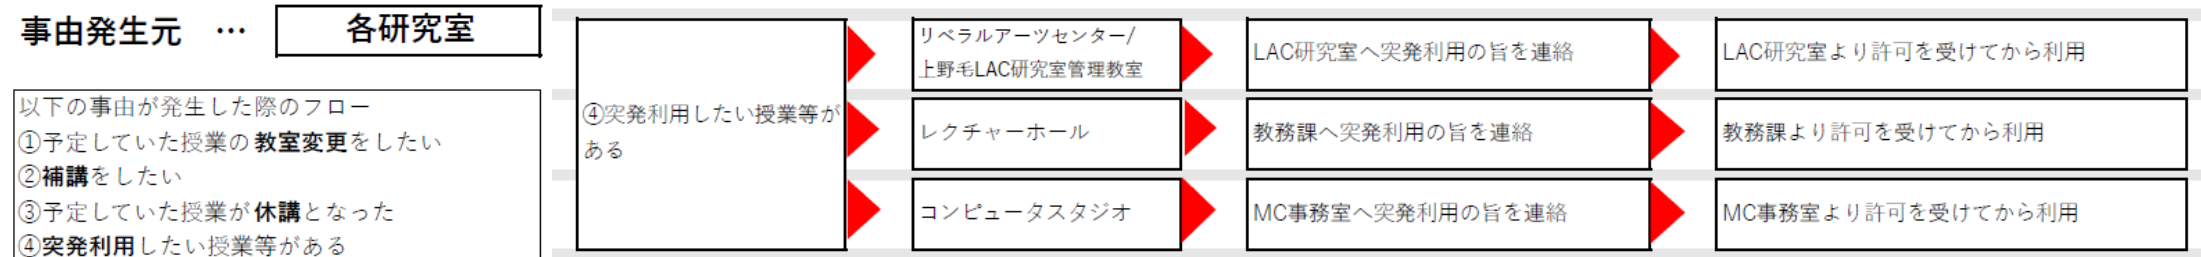 事由発生元 … 各研究室
以下の事由が発生した際のフロー
①予定していた授業の教室変更をしたい
②補講をしたい
③予定していた授業が休講となった
④突発利用したい授業等がある
④突発利用したい授業等が
ある
リベラルアーツセンター/
上野毛LAC研究室管理教室
LAC研究室へ突発利用の旨を連絡
LAC研究室より許可を受けてから利用
レクチャーホール
教務課へ突発利用の旨を連絡
教務課より許可を受けてから利用
コンピュータスタジオ
MC事務室へ突発利用の旨を連絡
MC事務室より許可を受けてから利用